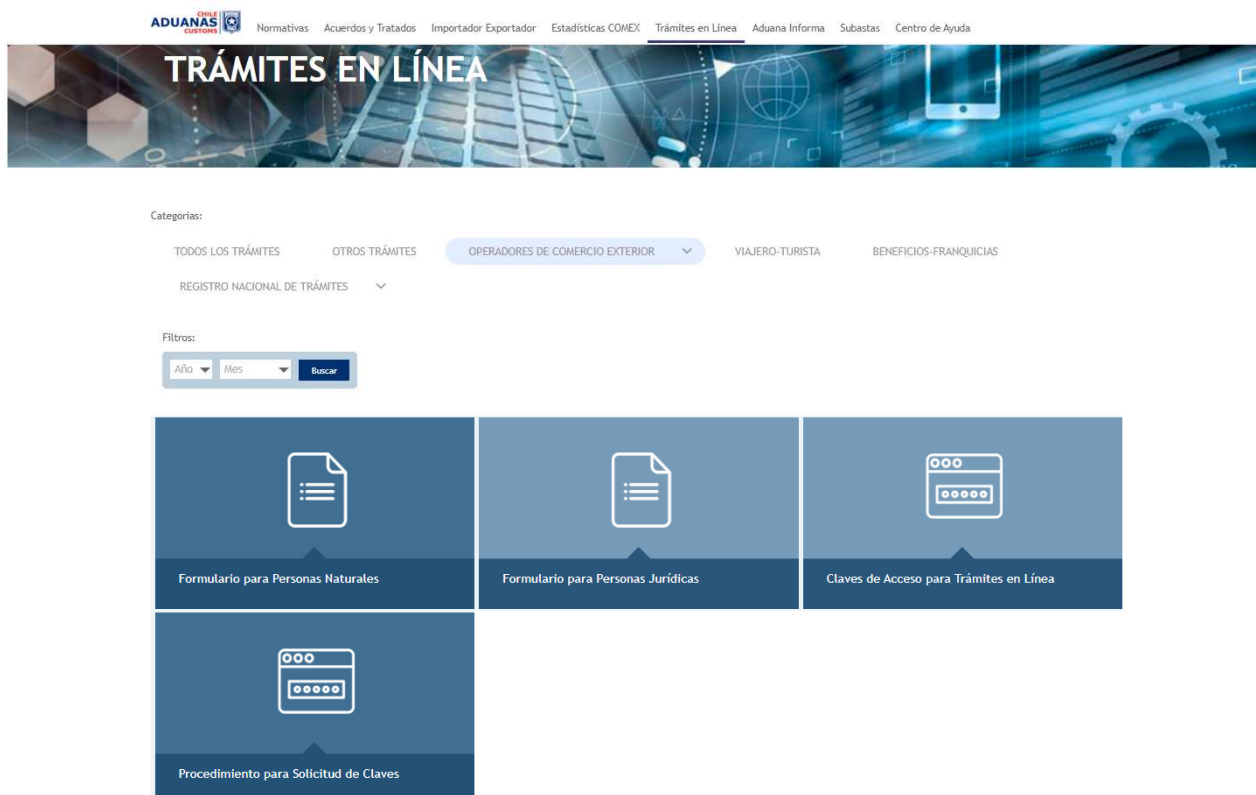 CHILE
ADUANAS
CUSTOMS
Normativas Acuerdos y Tratados Importador Exportador Estadísticas COMEX Trámites en Línea Aduana Informa Subastas Centro de Ayuda
TRÁMITES EN LÍNEA
Categorías:
TODOS LOS TRÁMITES OTROS TRÁMITES OPERADORES DE COMERCIO EXTERIOR VIAJERO-TURISTA BENEFICIOS-FRANQUICIAS
REGISTRO NACIONAL DE TRÁMITES
Filtros:
Año Mes Buscar
Formulario para Personas Naturales Formulario para Personas Jurídicas Claves de Acceso para Trámites en Línea
Procedimiento para Solicitud de Claves